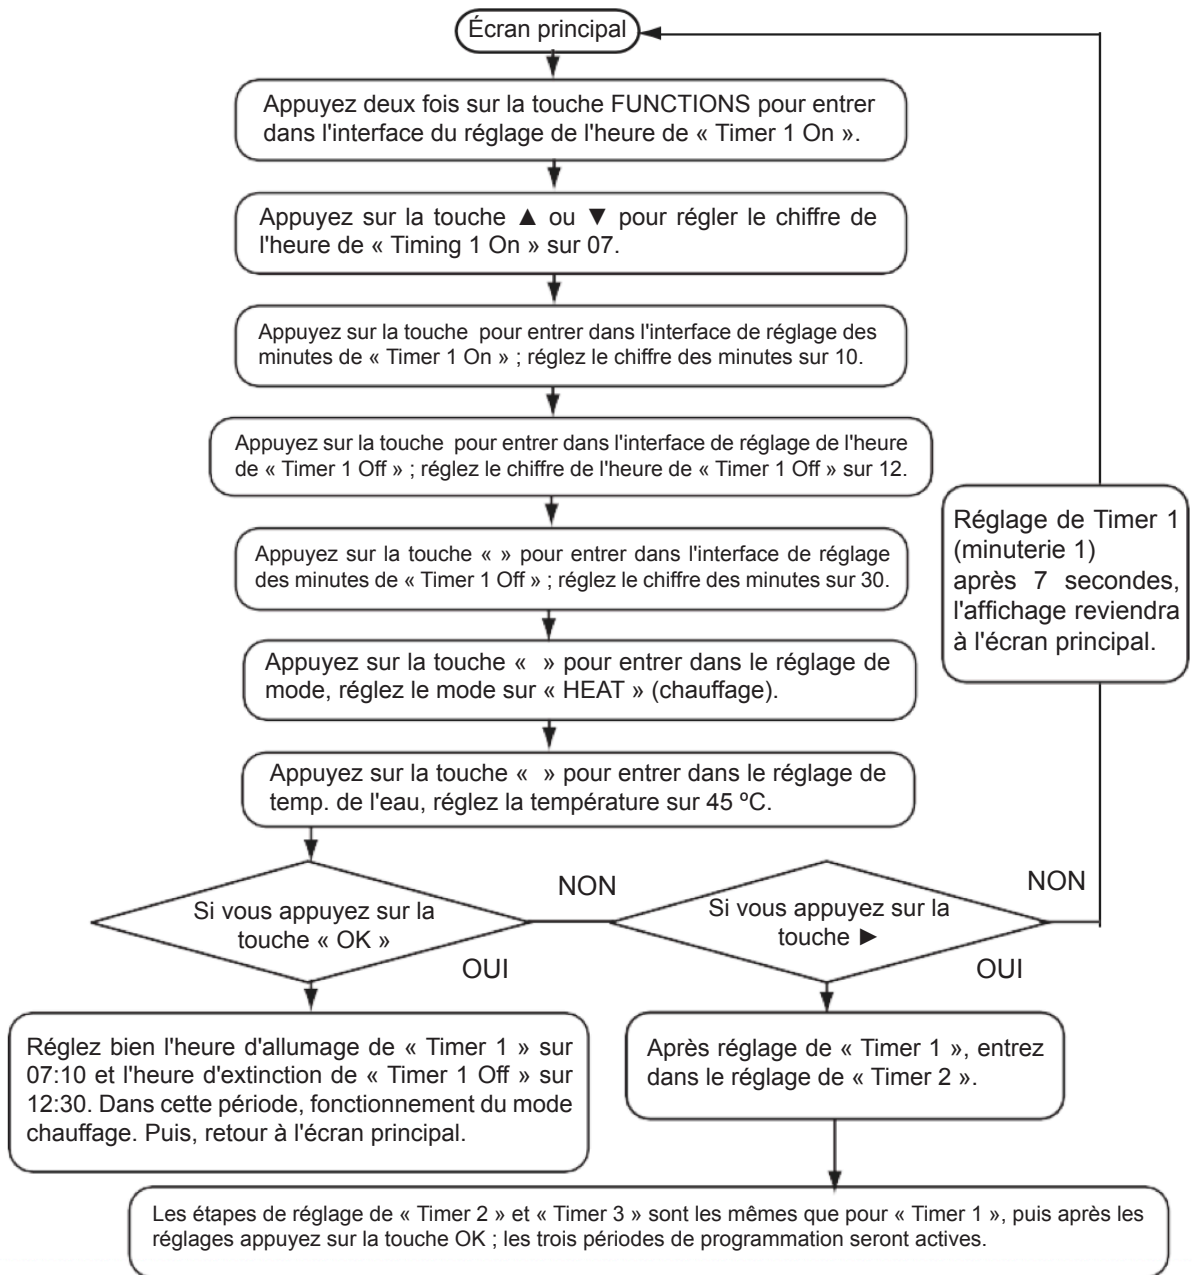 Écran principal
Appuyez deux fois sur la touche FUNCTIONS pour entrer
dans l'interface du réglage de l'heure de « Timer 1 On ».
Appuyez sur la touche ▲ ou ▼ pour régler le chiffre de
l'heure de « Timing 1 On » sur 07.
Appuyez sur la touche pour entrer dans l'interface de réglage des
minutes de « Timer 1 On » ; réglez le chiffre des minutes sur 10.
Appuyez sur la touche pour entrer dans l'interface de réglage de l'heure
de « Timer 1 Off » ; réglez le chiffre de l'heure de « Timer 1 Off » sur 12.
Appuyez sur la touche « » pour entrer dans l'interface de réglage
des minutes de « Timer 1 Off » ; réglez le chiffre des minutes sur 30.
Appuyez sur la touche « » pour entrer dans le réglage de
mode, réglez le mode sur « HEAT » (chauffage).
Appuyez sur la touche « » pour entrer dans le réglage de
temp. de l'eau, réglez la température sur 45 ºC.
Réglage de Timer 1
(minuterie 1)
après 7 secondes,
l'affichage reviendra
à l'écran principal.
Si vous appuyez sur la
touche « OK »
NON
OUI
Si vous appuyez sur la
touche ►
NON
OUI
Réglez bien l'heure d'allumage de « Timer 1 » sur
07:10 et l'heure d'extinction de « Timer 1 Off » sur
12:30. Dans cette période, fonctionnement du mode
chauffage. Puis, retour à l'écran principal.
Après réglage de « Timer 1 », entrez
dans le réglage de « Timer 2 ».
Les étapes de réglage de « Timer 2 » et « Timer 3 » sont les mêmes que pour « Timer 1 », puis après les
réglages appuyez sur la touche OK ; les trois périodes de programmation seront actives.